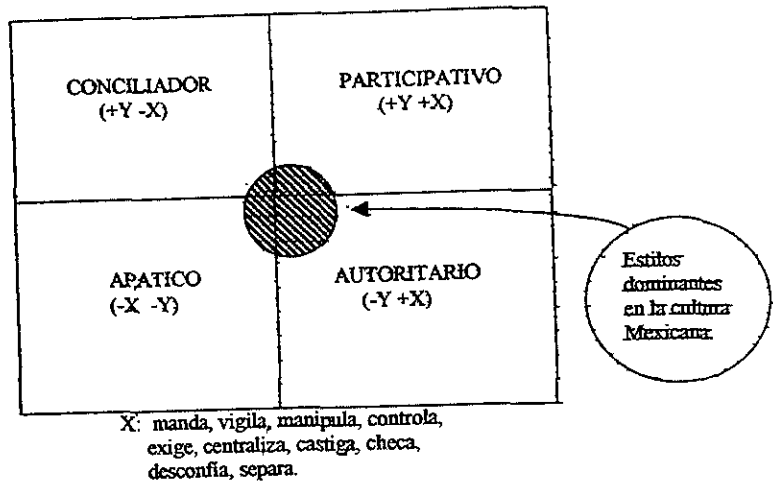 CONCILIADOR
(+Y -X)
PARTICIPATIVO
(+Y +X)
APATICO
(-X -Y)
AUTORITARIO
(-Y +X)
Estilos
dominantes
en la cultura
Mexicana.
X: manda, vigila, manipula, controla,
exige, centraliza, castiga, checa,
desconfía, separa.